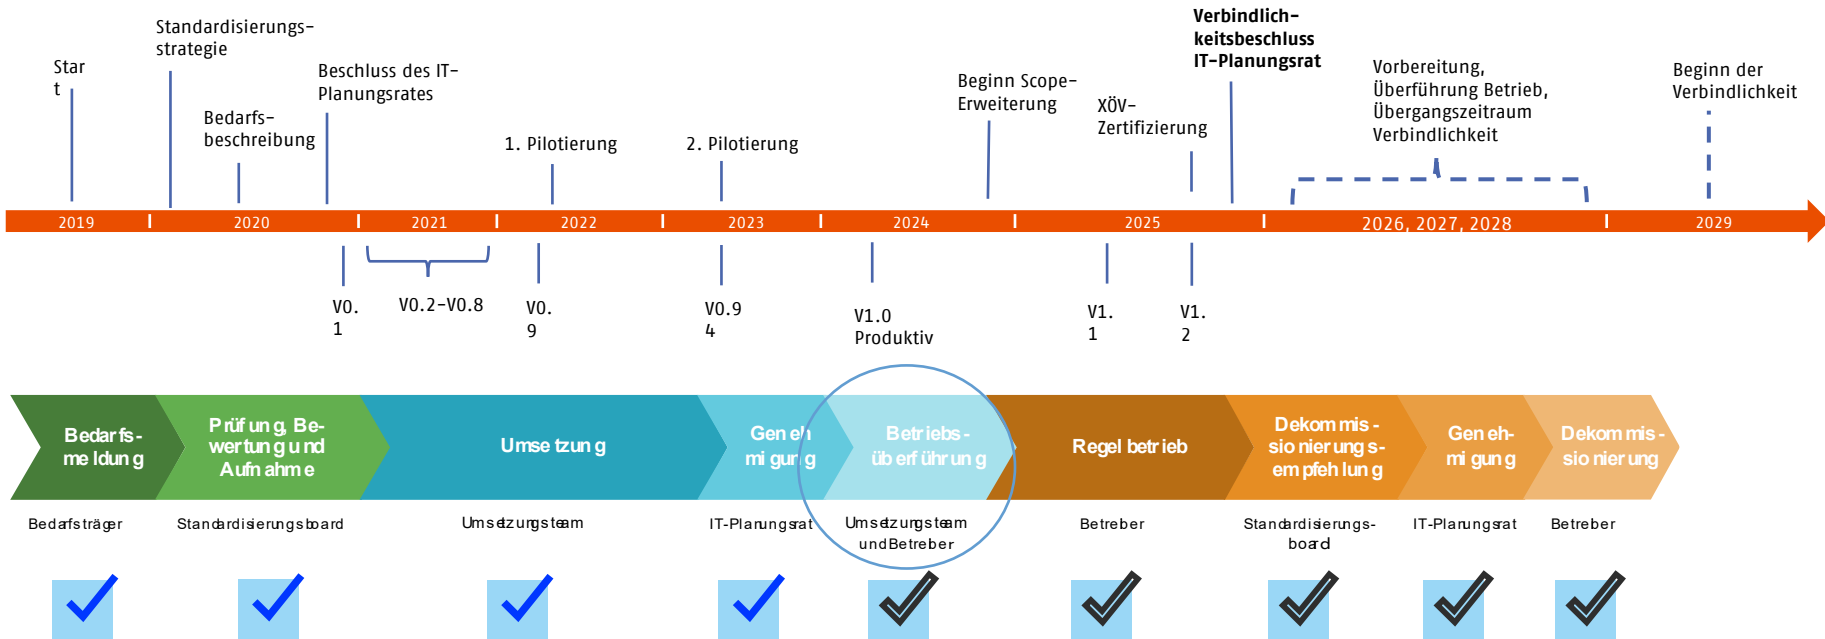 Star
t
Standardisierungs-
strategie
Bedarfs-
beschreibung
Beschluss des IT-
Planungsrates
1. Pilotierung
2. Pilotierung
Beginn Scope-
Erweiterung
XÖV-
Zertifizierung
Verbindlich-
keitsbeschluss
IT-Planungsrat
Vorbereitung,
Überführung Betrieb,
Übergangszeitraum
Verbindlichkeit
Beginn der
Verbindlichkeit
2019
2020
2021
2022
2023
2024
2025
2026, 2027, 2028
2029
V0.
1
V0.2-V0.8
V0.
9
V0.9
4
V1.0
Produktiv
V1.
1
V1.
2
Bedarfs-
meldung
Prüfung, Be-
wertung und
Aufnahme
Umsetzung
Geneh
migung
Betriebs-
überführung
Regelbetrieb
Dekommis-
sionierungs-
empfehlung
Geneh-
migung
Dekommis-
sionierung
Bedarfsträger
Standardisierungsboard
Umsetzungsteam
IT-Planungsrat
Umsetzungsteam
und Betreiber
Betreiber
Standardisierungs-
board
IT-Planungsrat
Betreiber